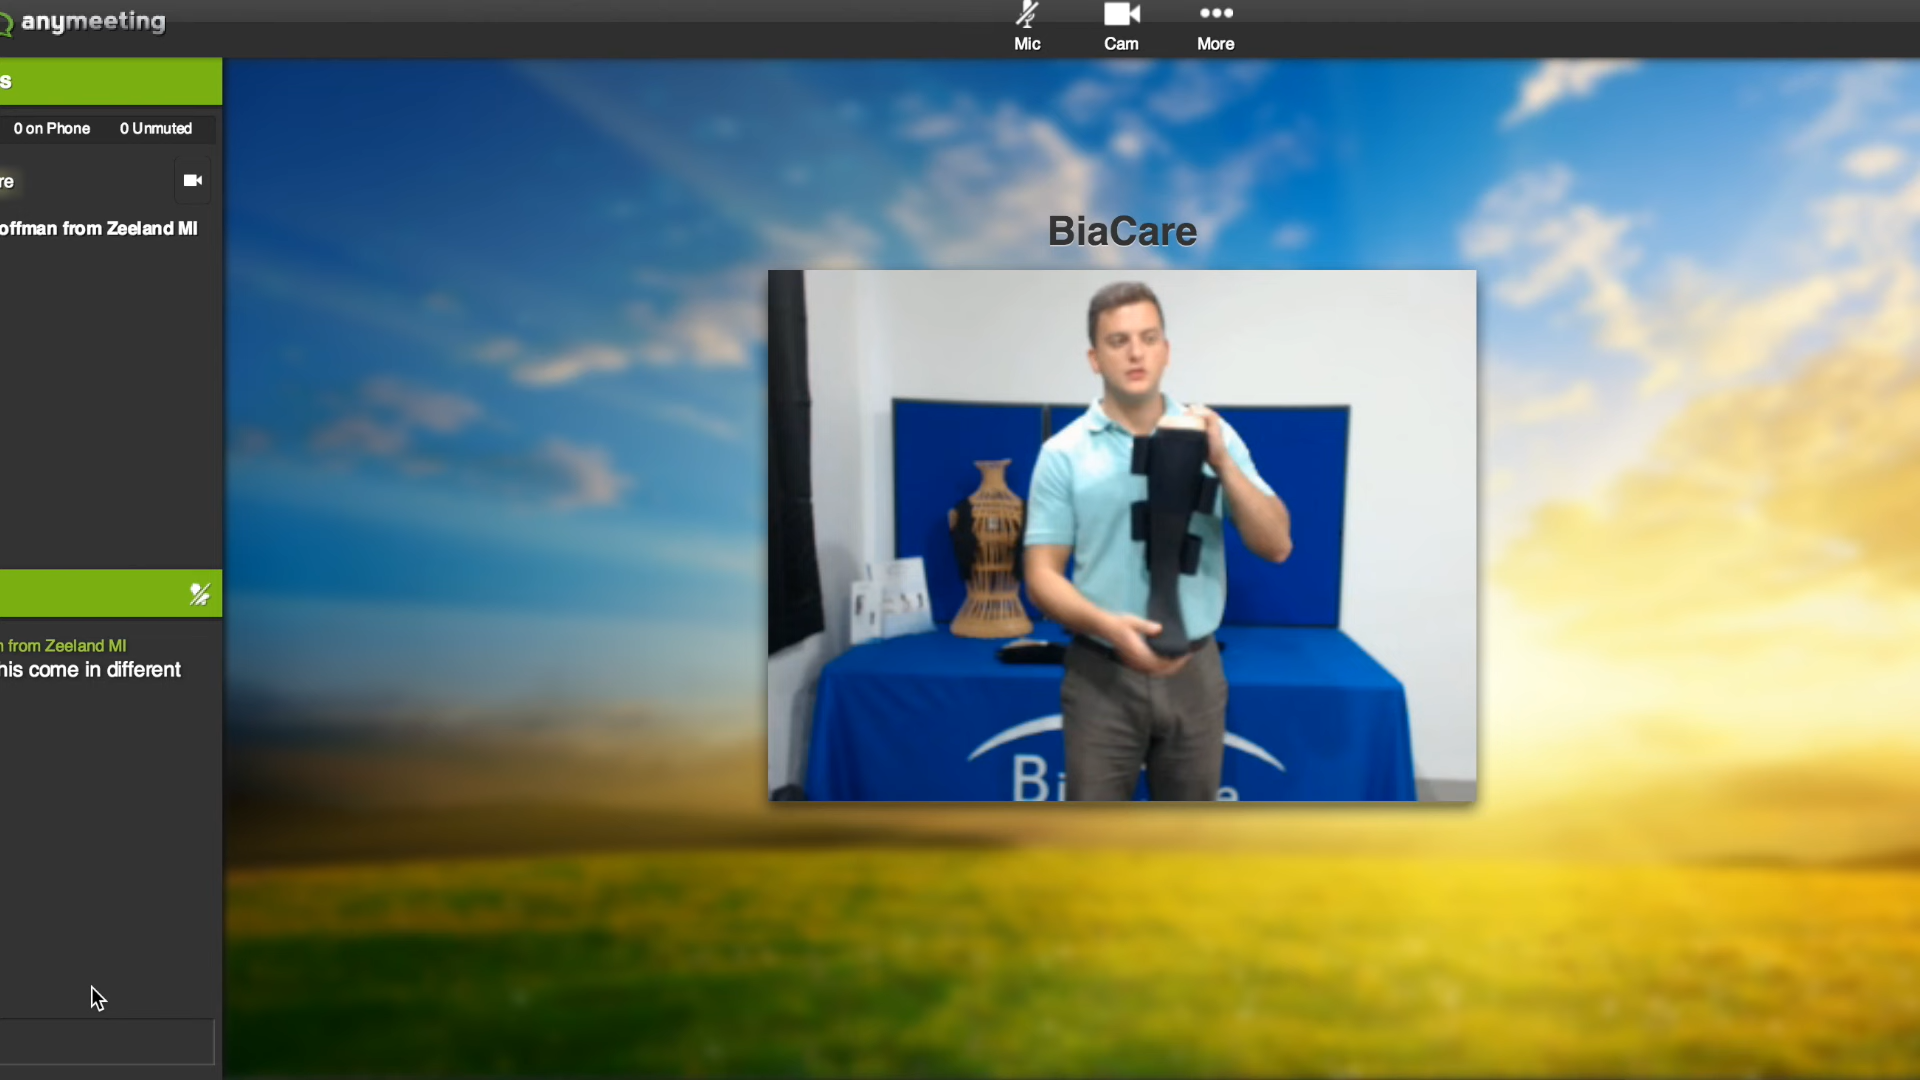 anymeeting
Mic
Cam
More
s
0 on Phone
0 Unmuted
re
offman from Zeeland MI
BiaCare
n from Zeeland MI
his come in different
Bi e